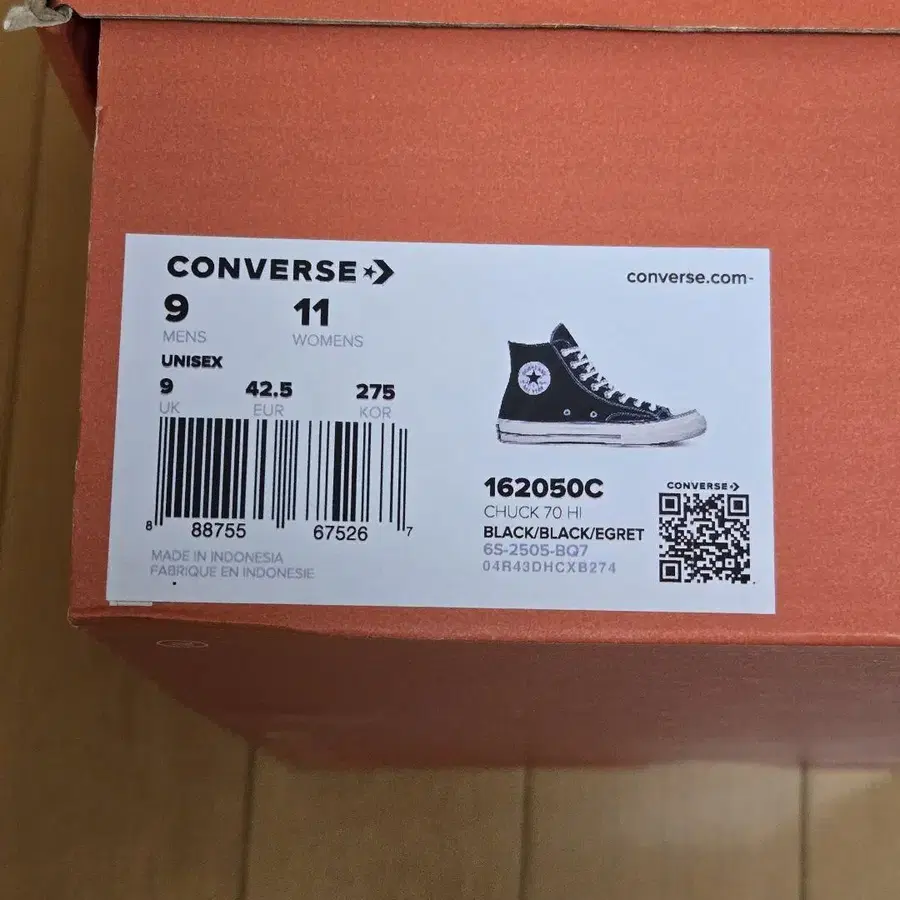 CONVERSE
converse.com-
9 11
MENS WOMENS
UNISEX
9 42.5 275
UK EUR KOR
8 88755 67526 7
MADE IN INDONESIA
FABRIQUE EN INDONESIE
162050C
CHUCK 70 HI
BLACK/BLACK/EGRET
6S-2505-BQ7
04R43DHCXB274
CONVERSE